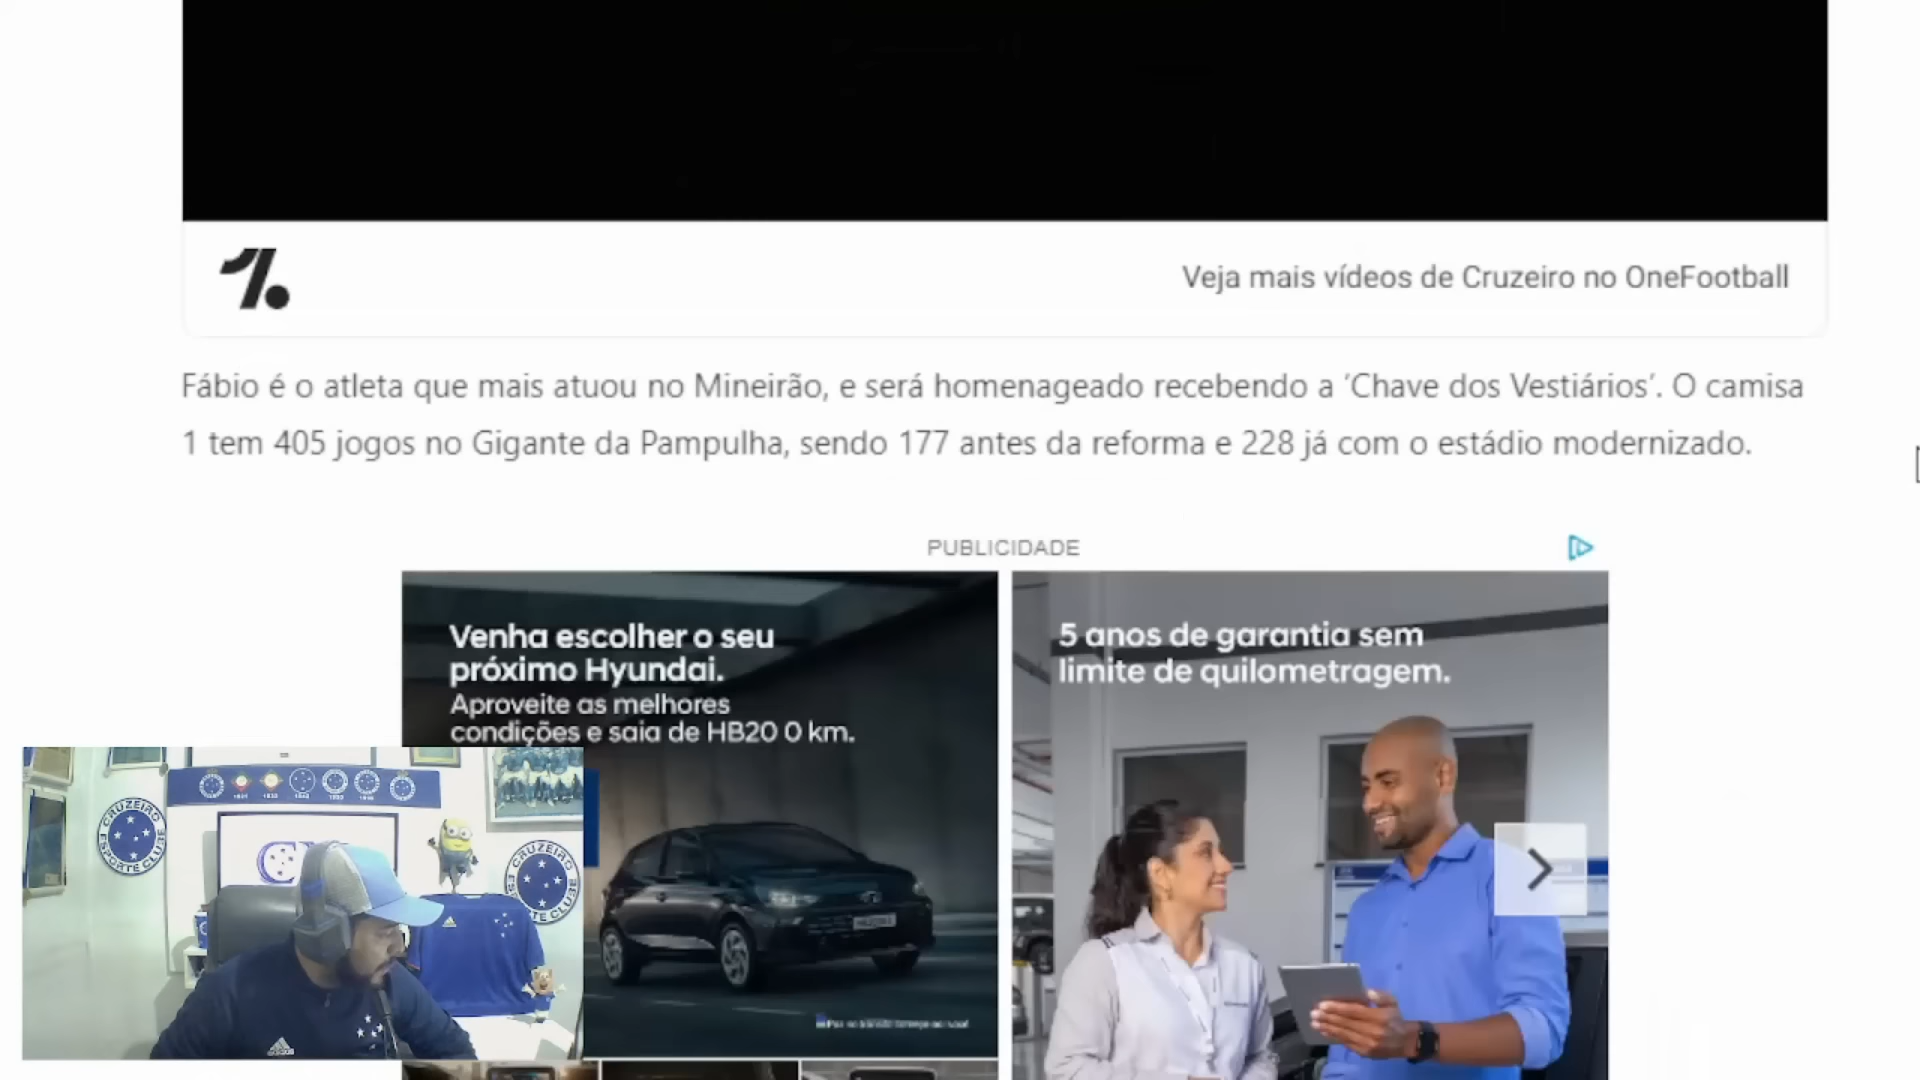 Veja mais vídeos de Cruzeiro no OneFootball
Fábio é o atleta que mais atuou no Mineirão, e será homenageado recebendo a ‘Chave dos Vestiários’. O camisa
1 tem 405 jogos no Gigante da Pampulha, sendo 177 antes da reforma e 228 já com o estádio modernizado.
PUBLICIDADE
Venha escolher o seu
próximo Hyundai.
Aproveite as melhores
condições e saia de HB20 0 km.
5 anos de garantia sem
limite de quilometragem.
CRUZEIRO
ESPORTE CLUBE
CRUZEIRO
ESPORTE CLUBE
adidas